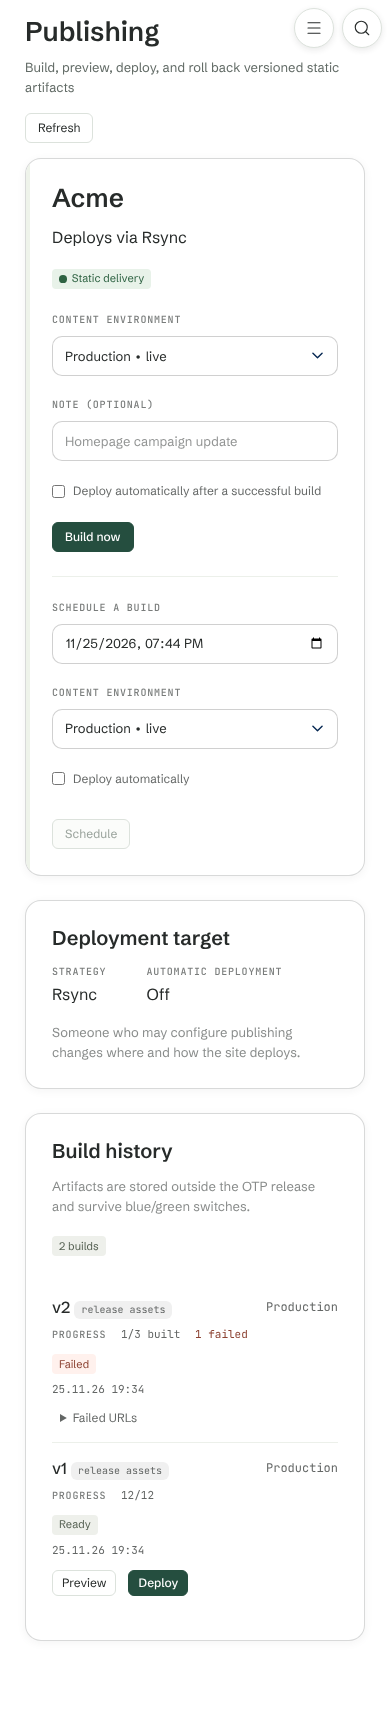 Publishing
Build, preview, deploy, and roll back versioned static
artifacts
Refresh
Acme
Deploys via Rsync
Static delivery
CONTENT ENVIRONMENT
Production • live
NOTE (OPTIONAL)
Homepage campaign update
Deploy automatically after a successful build
Build now
SCHEDULE A BUILD
11/25/2026, 07:44 PM
CONTENT ENVIRONMENT
Production • live
Deploy automatically
Schedule
Deployment target
STRATEGY AUTOMATIC DEPLOYMENT
Rsync Off
Someone who may configure publishing
changes where and how the site deploys.
Build history
Artifacts are stored outside the OTP release
and survive blue/green switches.
2 builds
v2 release assets Production
PROGRESS 1/3 built 1 failed
Failed
25.11.26 19:34
Failed URLs
v1 release assets Production
PROGRESS 12/12
Ready
25.11.26 19:34
Preview Deploy